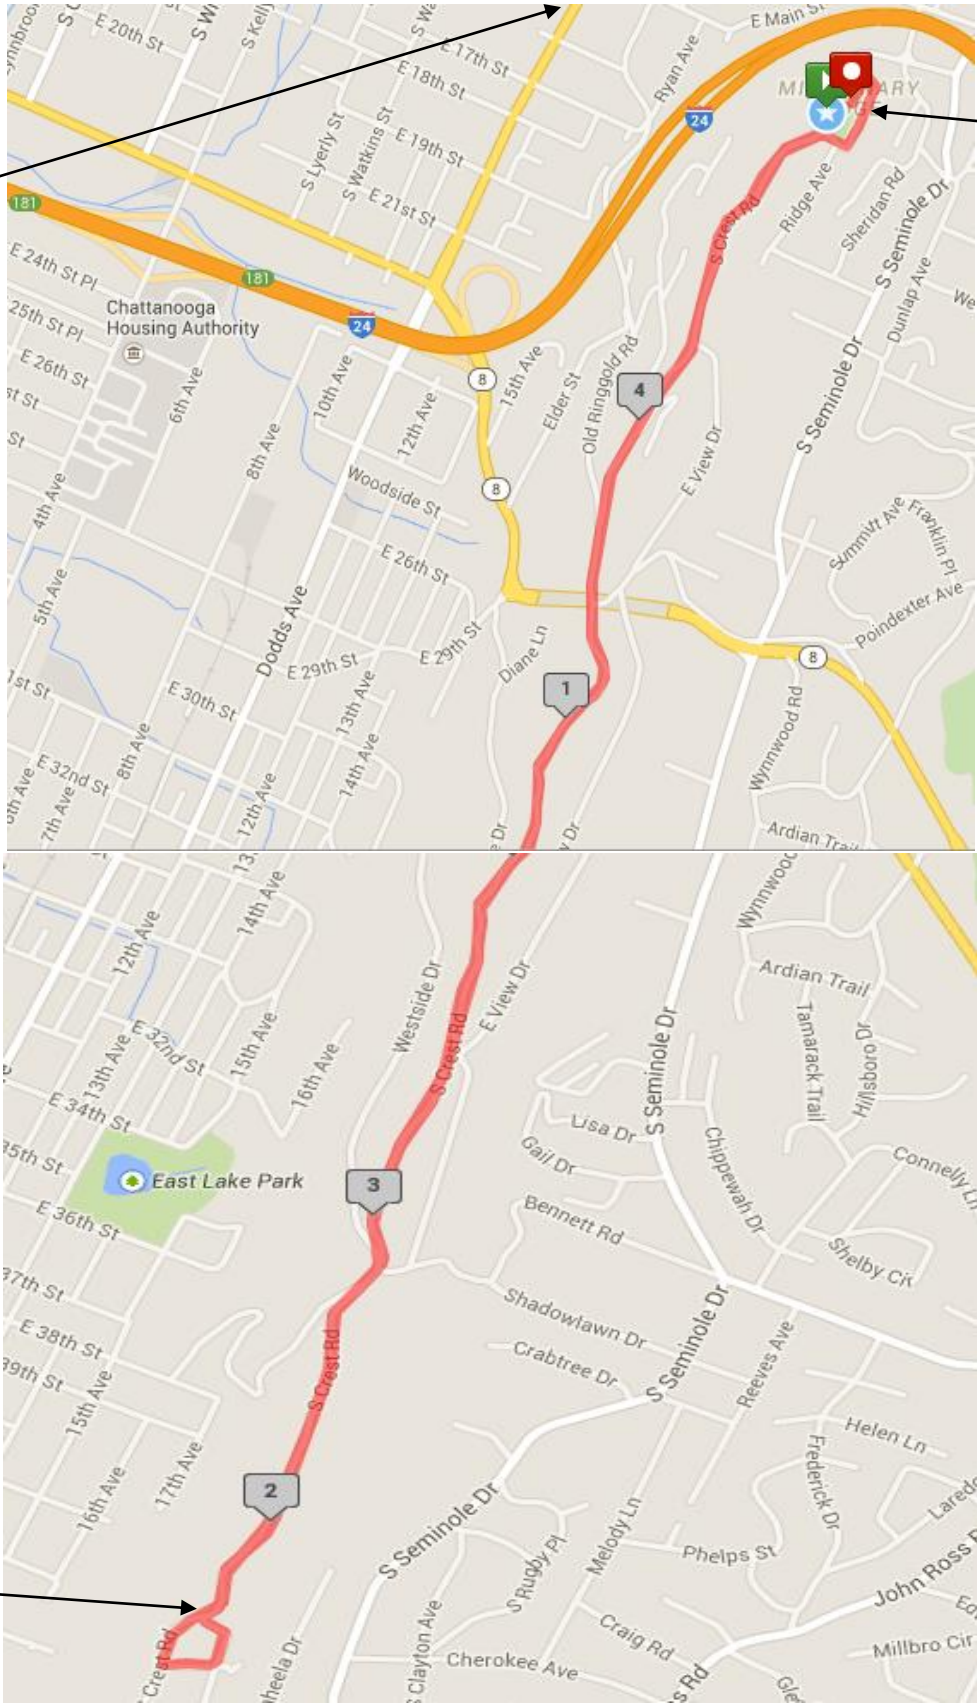 E 20th St
S Kelly
E 17th St
E 18th St
E 19th St
E 21st St
S Lyerly St
S Watkins St
Ryan Ave
E Main St
24
S Crest Rd
Ridge Ave
Sheridan Rd
S Seminole Dr
Dunlap Ave
181
181
24
E 24th St Pl
25th St Pl
E 26th St
Chattanooga
Housing Authority
6th Ave
8th Ave
10th Ave
12th Ave
15th Ave
8
8
Elder St
Old Ringgold Rd
4
E View Dr
S Seminole Dr
Summit Ave
Franklin Pl
Poindexter Ave
4th Ave
5th Ave
Woodside St
E 26th St
Dodds Ave
E 29th St
E 29th St
Diane Ln
1
8
Wynnwood Rd
E 30th St
13th Ave
14th Ave
E 32nd St
7th Ave
8th Ave
12th Ave
Ardian Trail
12th Ave
14th Ave
Wynnwood
Ardian Trail
Tamarack Trail
Hillsboro Dr
Connelly Ln
Westside Dr
E View Dr
S Crest Rd
S Seminole Dr
E 32nd St
13th Ave
15th Ave
16th Ave
E 34th St
35th St
East Lake Park
E 36th St
3
Lisa Dr
Gail Dr
Bennett Rd
Chippewah Dr
Shelby Cir
37th St
E 38th St
39th St
15th Ave
16th Ave
17th Ave
S Crest Rd
Shadowlawn Dr
Crabtree Dr
S Seminole Dr
Reeves Ave
Helen Ln
Frederick Dr
2
S Seminole Dr
S Rugby Pl
Melody Ln
Phelps St
John Ross
Crest Rd
S Clayton Ave
Cherokee Ave
Craig Rd
Millbro Cir